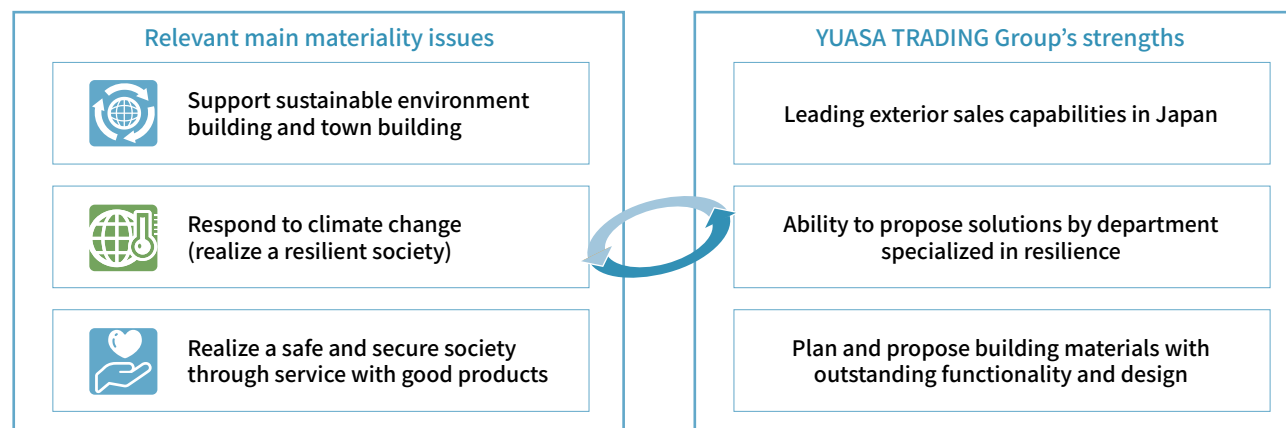 Relevant main materiality issues
Support sustainable environment
building and town building
Respond to climate change
(realize a resilient society)
Realize a safe and secure society
through service with good products
YUASA TRADING Group’s strengths
Leading exterior sales capabilities in Japan
Ability to propose solutions by department
specialized in resilience
Plan and propose building materials with
outstanding functionality and design